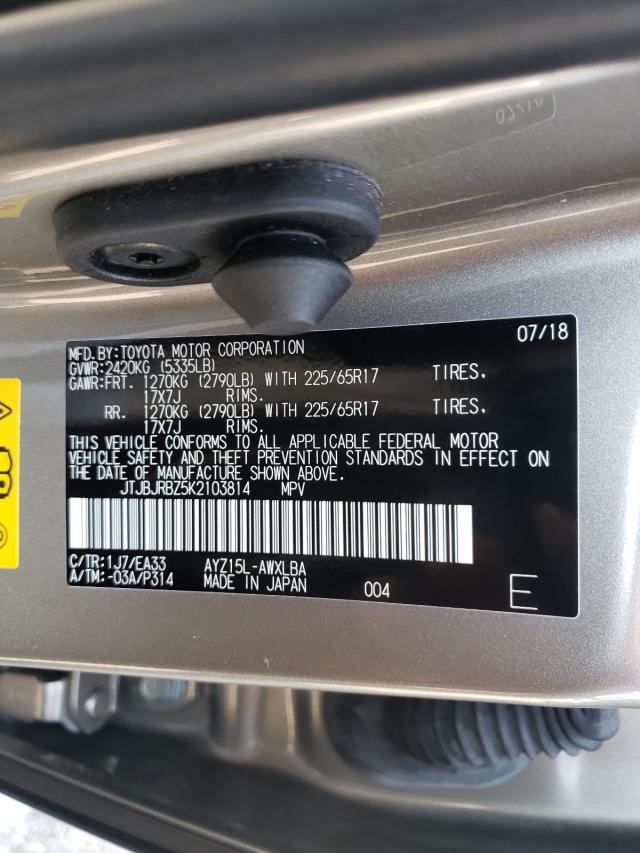 07/18
07/18
MFD.BY:TOYOTA MOTOR CORPORATION
GVWR:2420KG (5335LB)
GAWR:FRT. 1270KG (2790LB) WITH 225/65R17 TIRES,
17X7J RIMS.
RR. 1270KG (2790LB) WITH 225/65R17 TIRES,
17X7J RIMS.
THIS VEHICLE CONFORMS TO ALL APPLICABLE FEDERAL MOTOR
VEHICLE SAFETY AND THEFT PREVENTION STANDARDS IN EFFECT ON
THE DATE OF MANUFACTURE SHOWN ABOVE.
JTJBJRBZ5K2103814 MPV
C/TR:1J7/EA33 AYZ15L-AWXLBA
A/TM:-03A/P314 MADE IN JAPAN 004 E